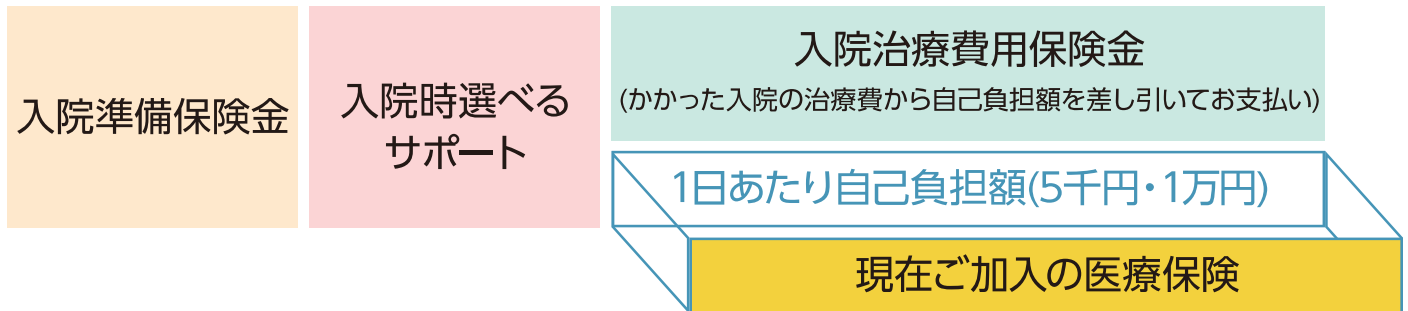 入院準備保険金
入院時選べる
サポート
入院治療費用保険金
(かかった入院の治療費から自己負担額を差し引いてお支払い)
1日あたり自己負担額(5千円・1万円)
現在ご加入の医療保険